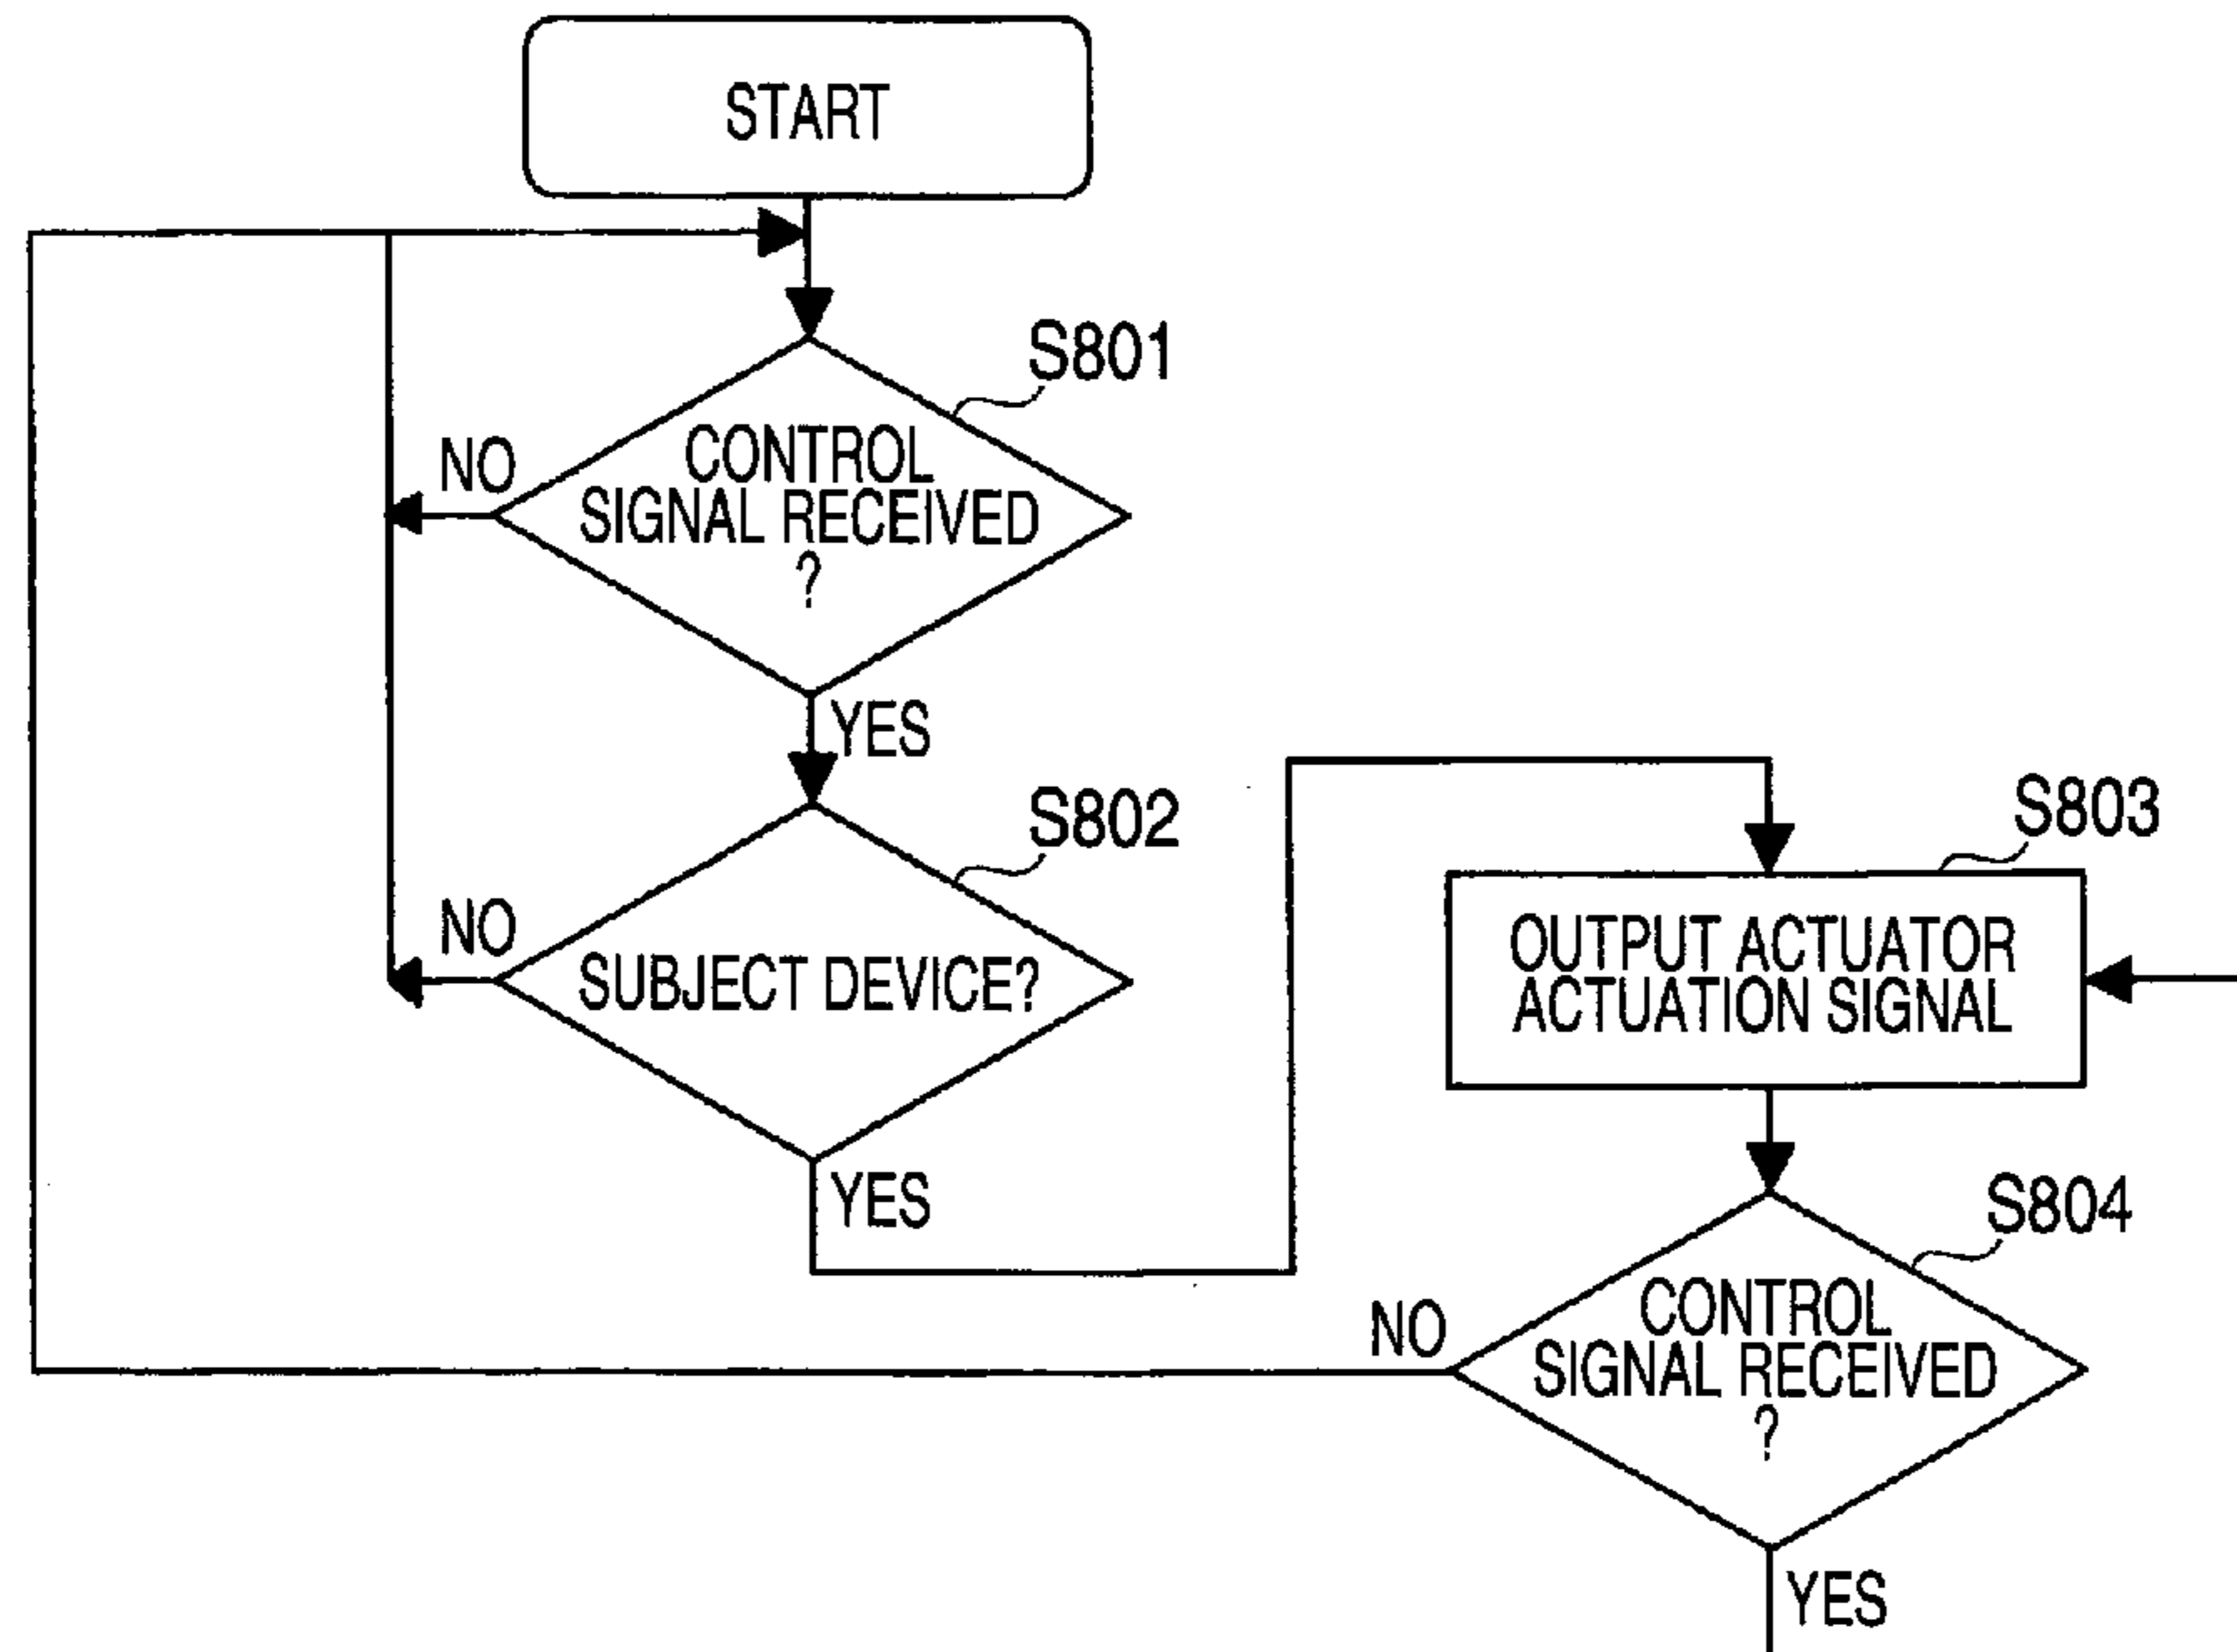 START
S801
NO
CONTROL
SIGNAL RECEIVED
?
YES
S802
NO
SUBJECT DEVICE?
YES
S803
OUTPUT ACTUATOR
ACTUATION SIGNAL
S804
NO
CONTROL
SIGNAL RECEIVED
?
YES